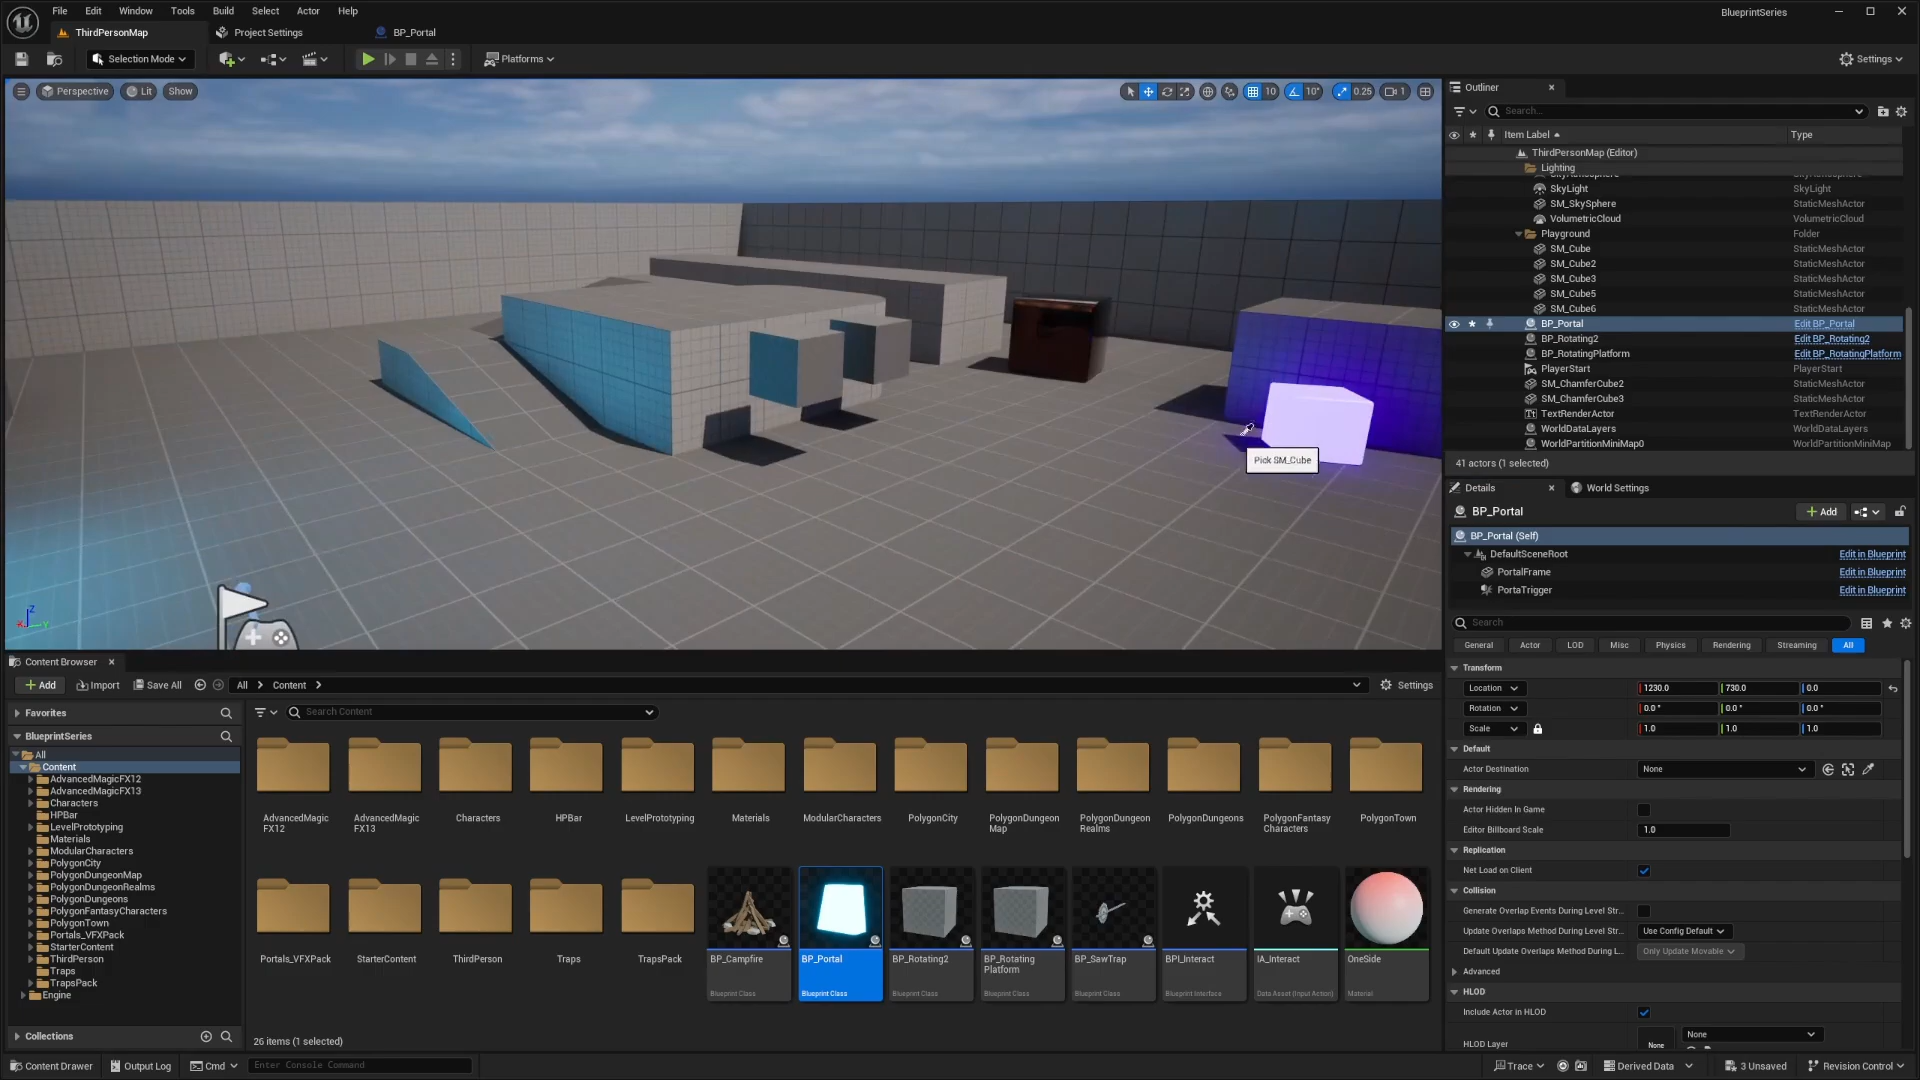 File Edit Window Tools Build Select Actor Help
BlueprintSeries
ThirdPersonMap
Project Settings
BP_Portal
Selection Mode
Platforms
Settings
Perspective
Lit
Show
10
10°
0.25
1
Pick SM_Cube
Outliner
Search...
Item Label
Type
ThirdPersonMap (Editor)
Lighting
SkyLight SkyLight
SM_SkySphere StaticMeshActor
VolumetricCloud VolumetricCloud
Playground Folder
SM_Cube StaticMeshActor
SM_Cube2 StaticMeshActor
SM_Cube3 StaticMeshActor
SM_Cube5 StaticMeshActor
SM_Cube6 StaticMeshActor
BP_Portal Edit BP_Portal
BP_Rotating2 Edit BP_Rotating2
BP_RotatingPlatform Edit BP_RotatingPlatform
PlayerStart PlayerStart
SM_ChamferCube2 StaticMeshActor
SM_ChamferCube3 StaticMeshActor
TextRenderActor TextRenderActor
WorldDataLayers WorldDataLayers
WorldPartitionMiniMap0 WorldPartitionMiniMap
41 actors (1 selected)
Details
World Settings
BP_Portal
Add
BP_Portal (Self)
DefaultSceneRoot Edit in Blueprint
PortalFrame Edit in Blueprint
PortaTrigger Edit in Blueprint
Search
General Actor LOD Misc Physics Rendering Streaming All
Transform
Location 1230.0 730.0 0.0
Rotation 0.0° 0.0° 0.0°
Scale 1.0 1.0 1.0
Default
Actor Destination None
Rendering
Actor Hidden In Game
Editor Billboard Scale 1.0
Replication
Net Load on Client
Collision
Generate Overlap Events During Level Str...
Update Overlaps Method During Level Str... Use Config Default
Default Update Overlaps Method During L... Only Update Movable
Advanced
HLOD
Include Actor in HLOD
HLOD Layer None None
Content Browser
Add Import Save All All Content Settings
Favorites
BlueprintSeries
All
Content
AdvancedMagicFX12
AdvancedMagicFX13
Characters
HPBar
LevelPrototyping
Materials
ModularCharacters
PolygonCity
PolygonDungeonMap
PolygonDungeonRealms
PolygonDungeons
PolygonFantasyCharacters
PolygonTown
Portals_VFXPack
StarterContent
ThirdPerson
Traps
TrapsPack
Engine
Collections
Search Content
AdvancedMagic
FX12
AdvancedMagic
FX13
Characters
HPBar
LevelPrototyping
Materials
ModularCharacters
PolygonCity
PolygonDungeon
Map
PolygonDungeon
Realms
PolygonDungeons
PolygonFantasy
Characters
PolygonTown
Portals_VFXPack
StarterContent
ThirdPerson
Traps
TrapsPack
BP_Campfire
Blueprint Class
BP_Portal
Blueprint Class
BP_Rotating2
Blueprint Class
BP_Rotating
Platform
Blueprint Class
BP_SawTrap
Blueprint Class
BPI_Interact
Blueprint Interface
IA_Interact
Data Asset (Input Action)
OneSide
Material
26 items (1 selected)
Content Drawer Output Log Cmd Enter Console Command
Trace Derived Data 3 Unsaved Revision Control